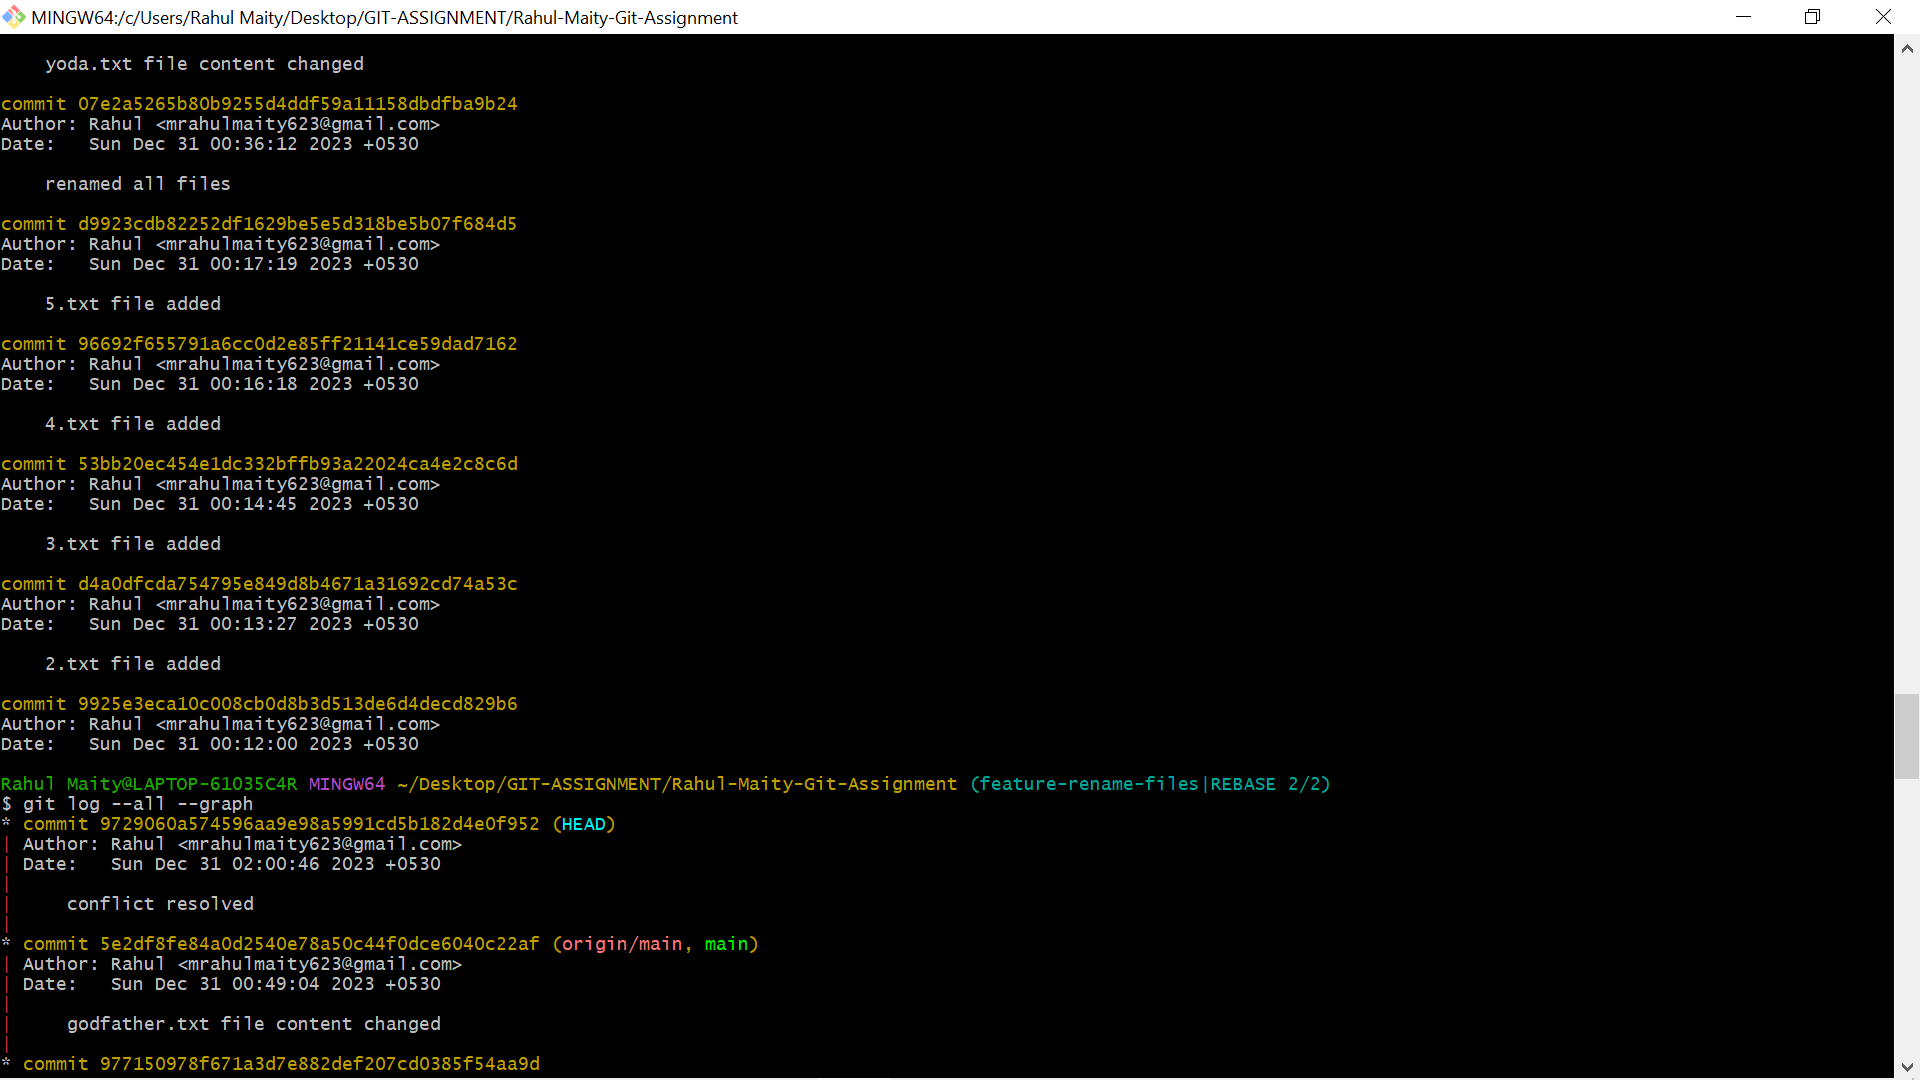 MINGW64:/c/Users/Rahul Maity/Desktop/GIT-ASSIGNMENT/Rahul-Maity-Git-Assignment
yoda.txt file content changed
commit 07e2a5265b80b9255d4ddf59a11158dbdfba9b24
Author: Rahul <mrahulmaity623@gmail.com>
Date:   Sun Dec 31 00:36:12 2023 +0530
renamed all files
commit d9923cdb82252df1629be5e5d318be5b07f684d5
Author: Rahul <mrahulmaity623@gmail.com>
Date:   Sun Dec 31 00:17:19 2023 +0530
5.txt file added
commit 96692f655791a6cc0d2e85ff21141ce59dad7162
Author: Rahul <mrahulmaity623@gmail.com>
Date:   Sun Dec 31 00:16:18 2023 +0530
4.txt file added
commit 53bb20ec454e1dc332bffb93a22024ca4e2c8c6d
Author: Rahul <mrahulmaity623@gmail.com>
Date:   Sun Dec 31 00:14:45 2023 +0530
3.txt file added
commit d4a0dfcda754795e849d8b4671a31692cd74a53c
Author: Rahul <mrahulmaity623@gmail.com>
Date:   Sun Dec 31 00:13:27 2023 +0530
2.txt file added
commit 9925e3eca10c008cb0d8b3d513de6d4decd829b6
Author: Rahul <mrahulmaity623@gmail.com>
Date:   Sun Dec 31 00:12:00 2023 +0530
Rahul Maity@LAPTOP-61035C4R MINGW64 ~/Desktop/GIT-ASSIGNMENT/Rahul-Maity-Git-Assignment (feature-rename-files|REBASE 2/2)
$ git log --all --graph
* commit 9729060a574596aa9e98a5991cd5b182d4e0f952 (HEAD)
| Author: Rahul <mrahulmaity623@gmail.com>
| Date:   Sun Dec 31 02:00:46 2023 +0530
|
|     conflict resolved
|
* commit 5e2df8fe84a0d2540e78a50c44f0dce6040c22af (origin/main, main)
| Author: Rahul <mrahulmaity623@gmail.com>
| Date:   Sun Dec 31 00:49:04 2023 +0530
|
|     godfather.txt file content changed
|
* commit 977150978f671a3d7e882def207cd0385f54aa9d